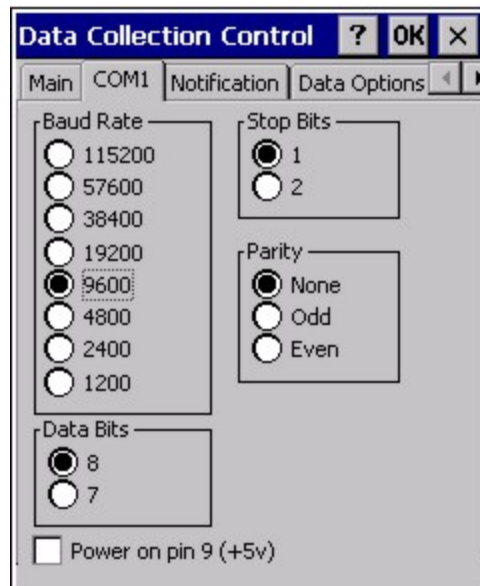 Data Collection Control ? OK ×
Main COM1 Notification Data Options
Baud Rate
115200
57600
38400
19200
9600
4800
2400
1200
Stop Bits
1
2
Parity
None
Odd
Even
Data Bits
8
7
Power on pin 9 (+5v)